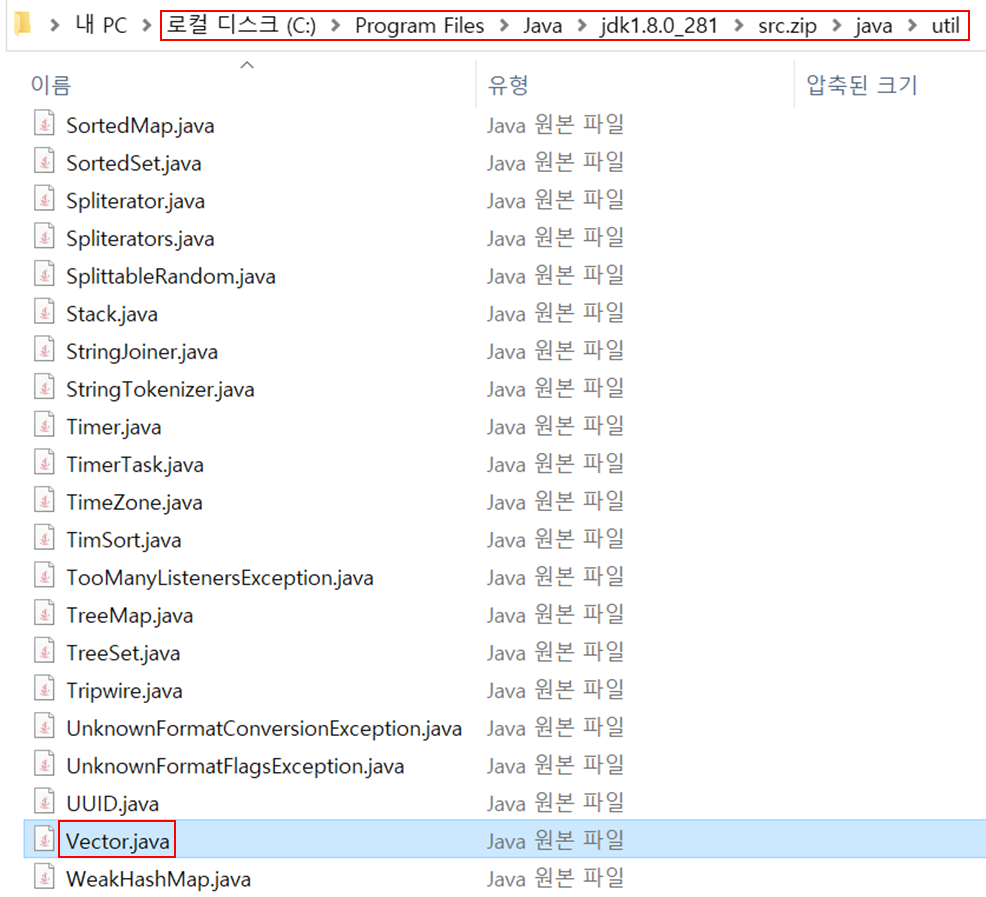 내 PC > 로컬 디스크 (C:) > Program Files > Java > jdk1.8.0_281 > src.zip > java > util
이름 유형 압축된 크기
SortedMap.java Java 원본 파일
SortedSet.java Java 원본 파일
Spliterator.java Java 원본 파일
Spliterators.java Java 원본 파일
SplittableRandom.java Java 원본 파일
Stack.java Java 원본 파일
StringJoiner.java Java 원본 파일
StringTokenizer.java Java 원본 파일
Timer.java Java 원본 파일
TimerTask.java Java 원본 파일
TimeZone.java Java 원본 파일
TimSort.java Java 원본 파일
TooManyListenersException.java Java 원본 파일
TreeMap.java Java 원본 파일
TreeSet.java Java 원본 파일
Tripwire.java Java 원본 파일
UnknownFormatConversionException.java Java 원본 파일
UnknownFormatFlagsException.java Java 원본 파일
UUID.java Java 원본 파일
Vector.java Java 원본 파일
WeakHashMap.java Java 원본 파일